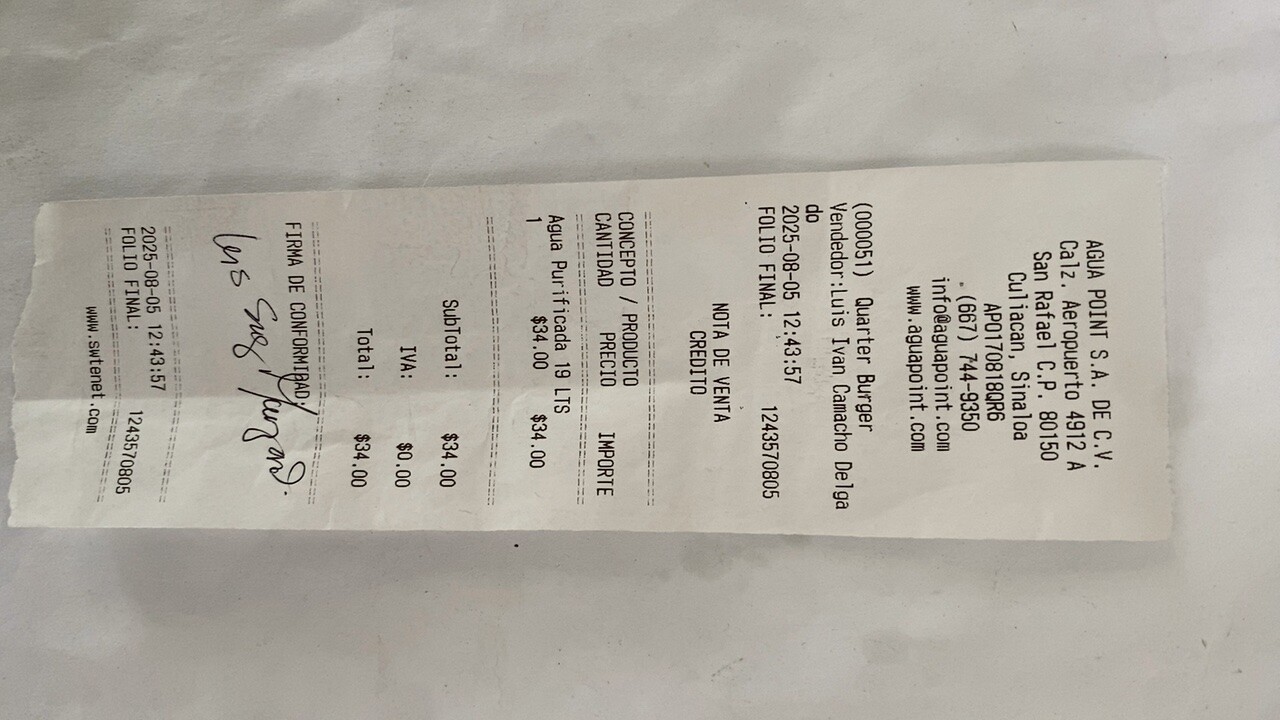 AGUA POINT S.A. DE C.V.
Calz. Aeropuerto 4912 A
San Rafael C.P. 80150
Culiacan, Sinaloa
APO170818QR6
. (667) 744-9350
info@aguapoint.com
www.aguapoint.com
(000051) Quarter Burger
Vendedor:Luis Ivan Camacho Delga
do
2025-08-05 12:43:57
FOLIO FINAL: 1243570805
NOTA DE VENTA
CREDITO
CONCEPTO / PRODUCTO
CANTIDAD PRECIO IMPORTE
Agua Purificada 19 LTS
1 $34.00 $34.00
SubTotal: $34.00
IVA: $0.00
Total: $34.00
FIRMA DE CONFORMIDAD:
2025-08-05 12:43:57
FOLIO FINAL: 1243570805
www.swtenet.com